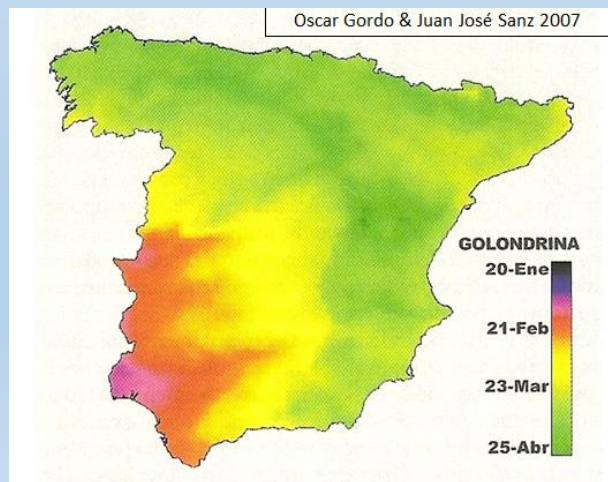 Oscar Gordo & Juan José Sanz 2007
GOLONDRINA
20-Ene
21-Feb
23-Mar
25-Abr